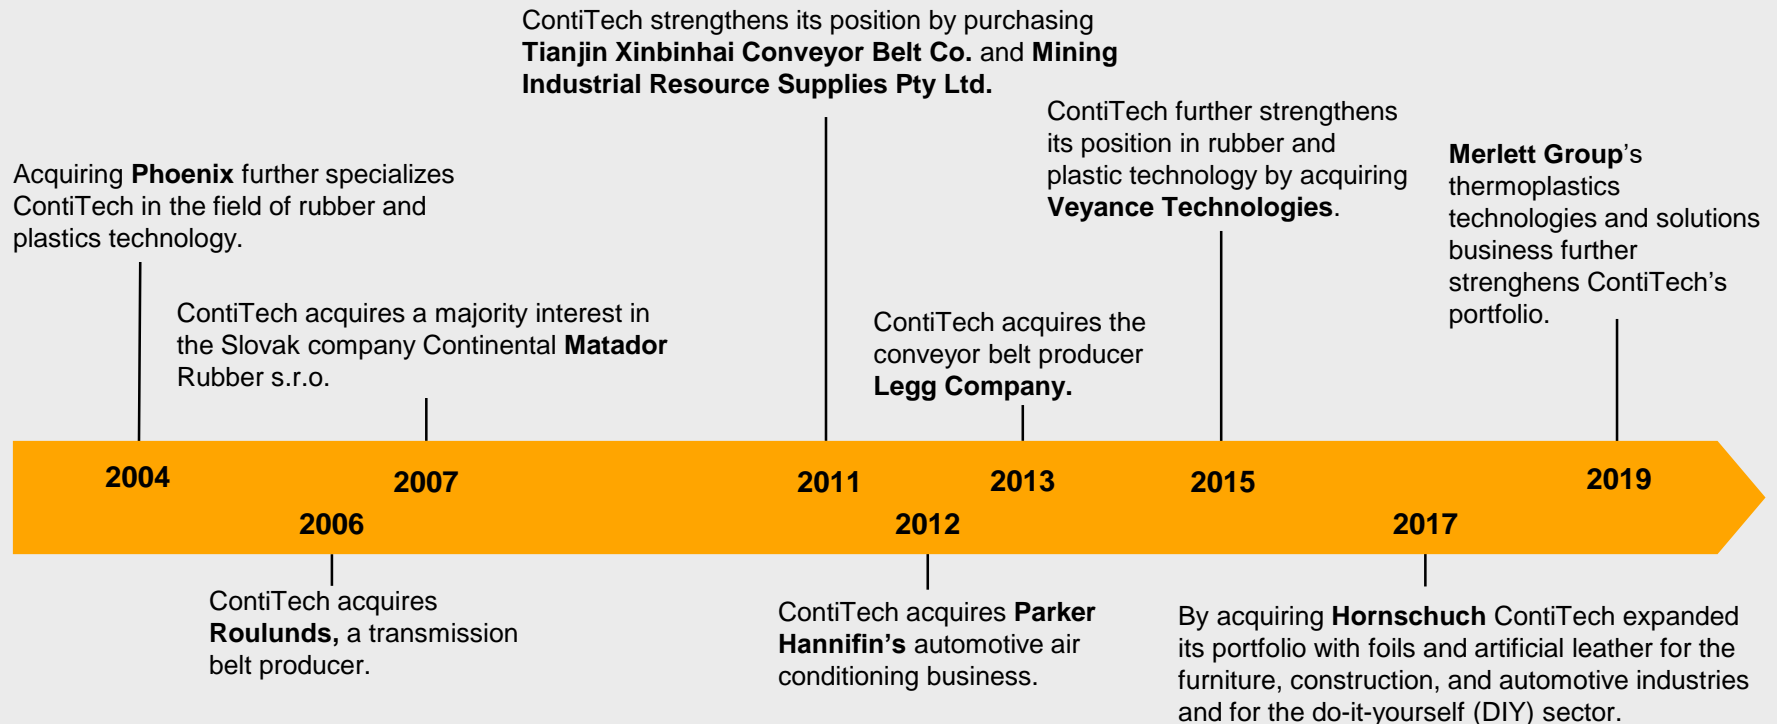 ContiTech strengthens its position by purchasing
Tianjin Xinbinhai Conveyor Belt Co. and Mining
Industrial Resource Supplies Pty Ltd.
ContiTech further strengthens
its position in rubber and
plastic technology by acquiring
Veyance Technologies.
Merlett Group’s
thermoplastics
technologies and solutions
business further
strenghens ContiTech’s
portfolio.
Acquiring Phoenix further specializes
ContiTech in the field of rubber and
plastics technology.
ContiTech acquires a majority interest in
the Slovak company Continental Matador
Rubber s.r.o.
ContiTech acquires the
conveyor belt producer
Legg Company.
2004
2007
2011
2013
2015
2019
2006
2012
2017
ContiTech acquires
Roulunds, a transmission
belt producer.
ContiTech acquires Parker
Hannifin’s automotive air
conditioning business.
By acquiring Hornschuch ContiTech expanded
its portfolio with foils and artificial leather for the
furniture, construction, and automotive industries
and for the do-it-yourself (DIY) sector.